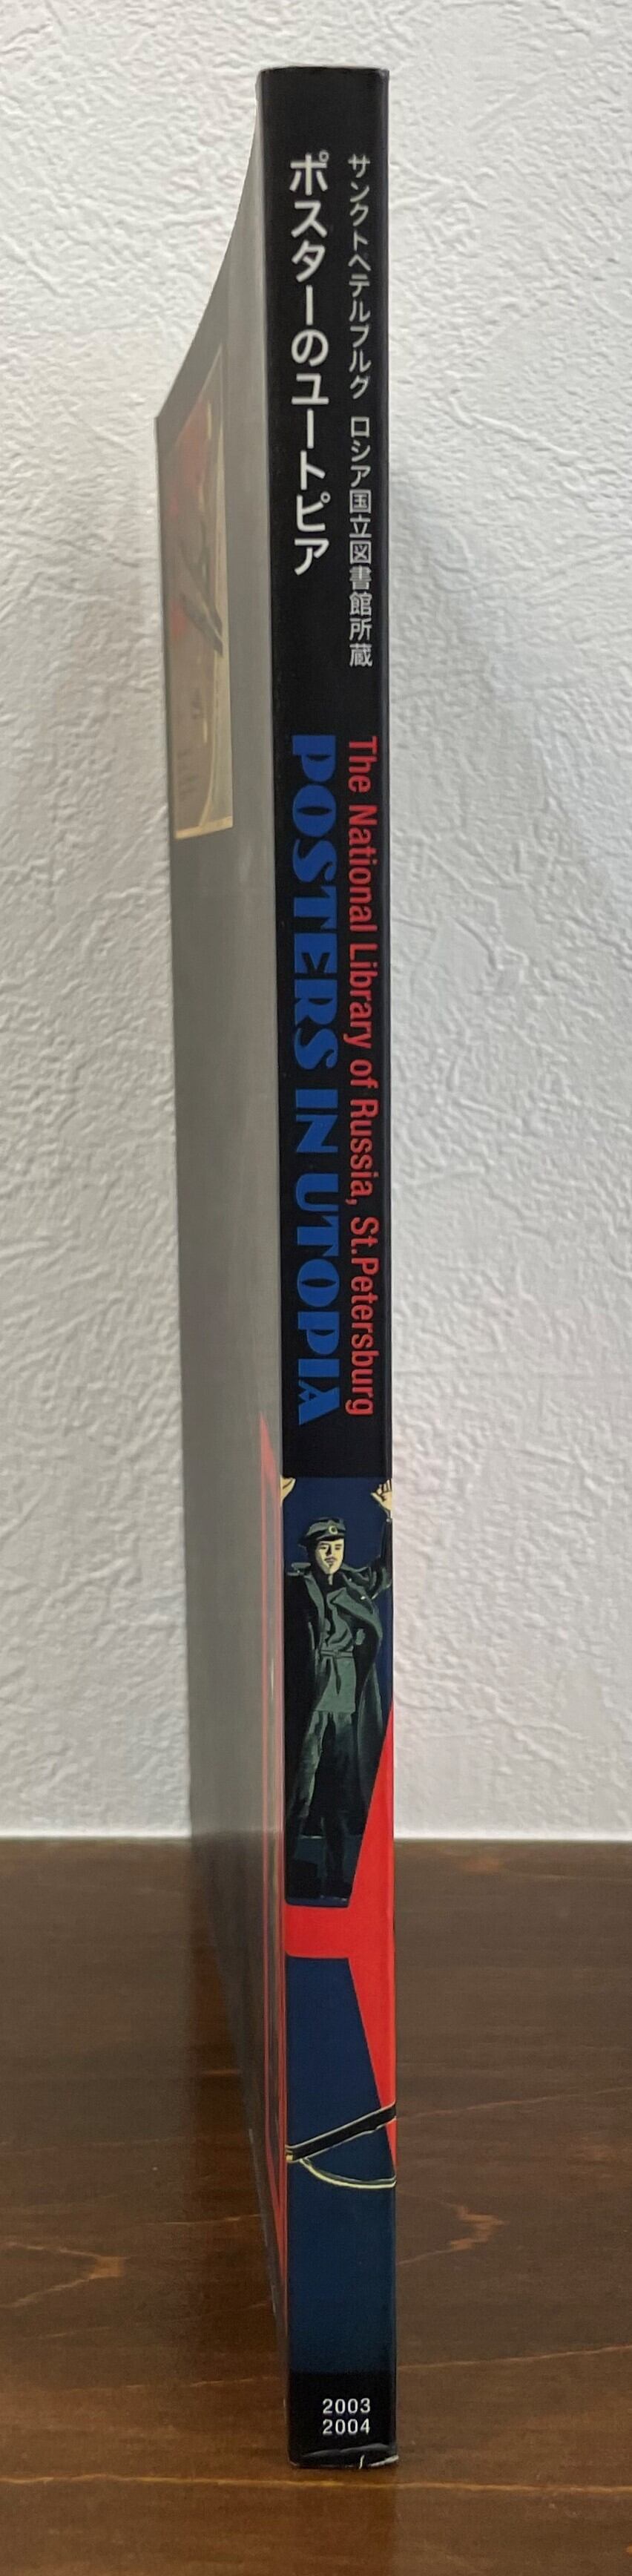 サンクトペテルブルグ ロシア国立図書館所蔵
ポスターのユートピア
The National Library of Russia, St.Petersburg
POSTERS IN UTOPIA
2003
2004